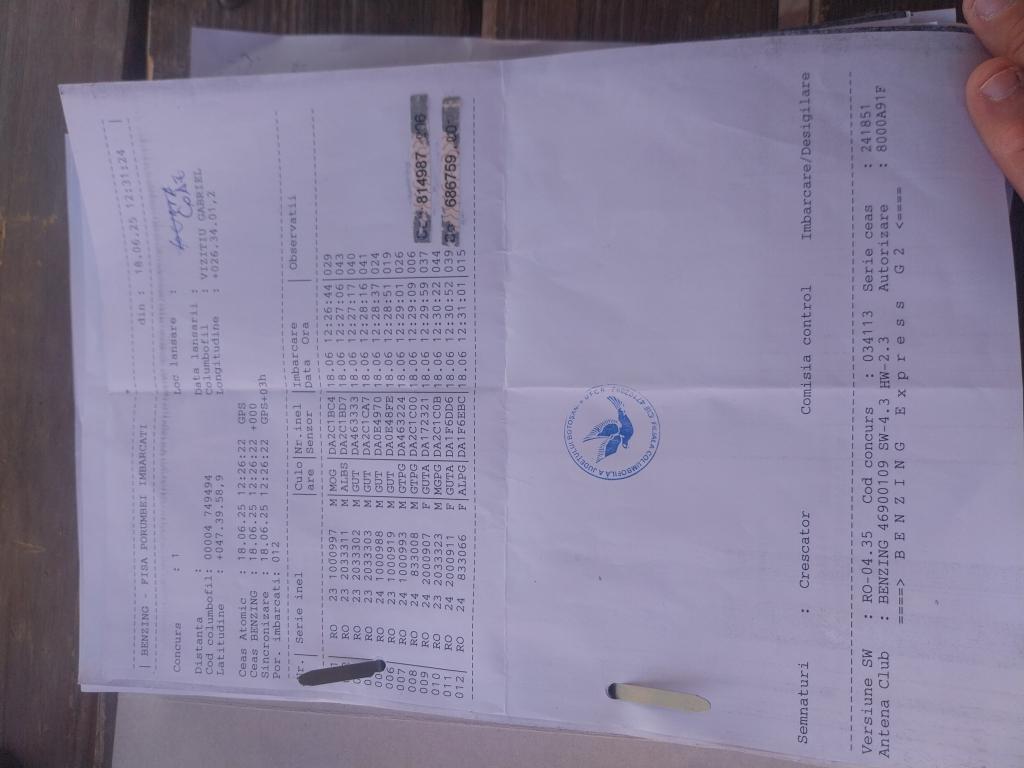 | BENZING - FISA PORUMBEI IMBARCATI din : 18.06.25 12:31:24 |
Concurs : 1 Loc lansare :
Distanta : Data lansarii :
Cod columbofil: 00004 749494 Columbofil : VIZITIU GABRIEL
Latitudine : +047.39.58,9 Longitudine : +026.34.01,2
Ceas Atomic : 18.06.25 12:26:22 GPS
Ceas BENZING : 18.06.25 12:26:22 +000
Sincronizare : 18.06.25 12:26:22 GPS+03h
Por.imbarcati: 012
Nr.| Serie inel |Culo|Nr.inel |Imbarcare |Observatii
|are |Senzor |Data Ora |
RO 23 1000997 M|MOG |DA2C1BC4|18.06 12:26:44|029
RO 23 2033311 M|ALBS|DA2C1BD7|18.06 12:27:06|043
RO 23 2033302 M|GUT |DA463333|18.06 12:27:17|040
RO 23 2033303 M|GUT |DA2C1CA7|18.06 12:28:16|041
RO 24 1000988 M|GUT |DA0E4970|18.06 12:28:37|024
006| RO 23 1000919 M|GUT |DA0E48FE|18.06 12:28:51|019
007| RO 24 1000993 M|GTPG|DA463224|18.06 12:29:01|026
008| RO 24 833008 M|GTPG|DA2C1C00|18.06 12:29:09|006 814987
009| RO 24 2000907 F|GUTA|DA172321|18.06 12:29:59|037
010| RO 23 2033323 M|MGPG|DA2C10DB|18.06 12:30:22|044
011| RO 24 2000911 F|GUTA|DA1F6DDF|18.06 12:30:52|039 686759
012| RO 24 833066 F|ALPG|DA1F6EBC|18.06 12:31:01|015
Semnaturi : Crescator Comisia control Imbarcare/Desigilare
Versiune SW : RO-04.35 Cod concurs : 034113 Serie ceas : 241851
Antena Club : BENZING 46900109 SW-4.3 HW-2.3 Autorizare : 8000A91F
====> B E N Z I N G E x p r e s s G 2 <====